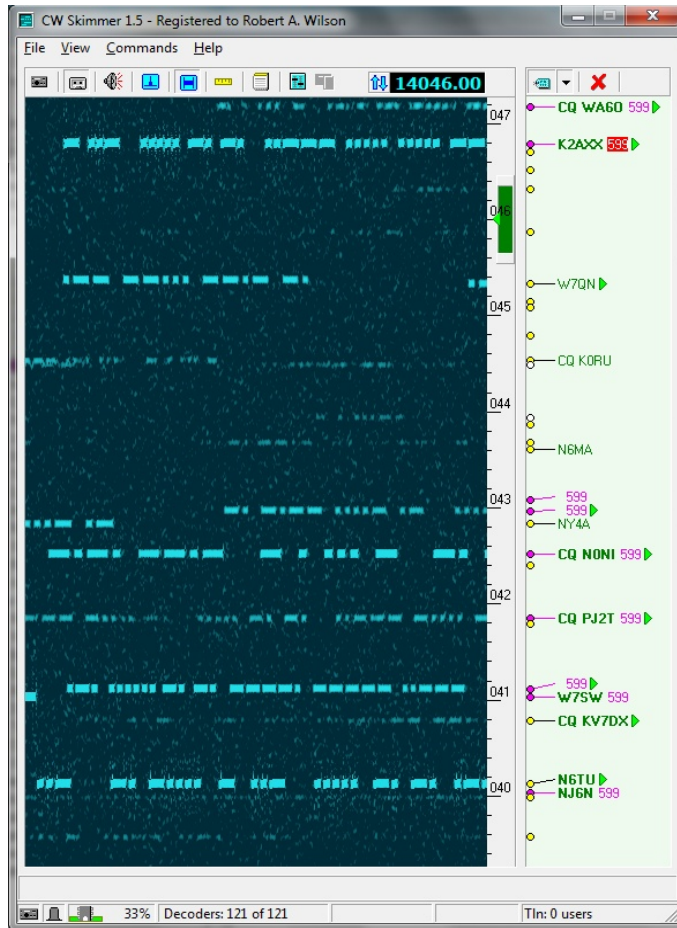 CW Skimmer 1.5 - Registered to Robert A. Wilson
File View Commands Help
14046.00
047
CQ WA6O 599
K2AXX 599
046
W7QN
045
CQ K0RU
044
N6MA
043
599
599
NY4A
CQ N0NI 599
042
CQ PJ2T 599
599
041
W7SW 599
CQ KV7DX
N6TU
040
NJ6N 599
33% Decoders: 121 of 121 Tln: 0 users